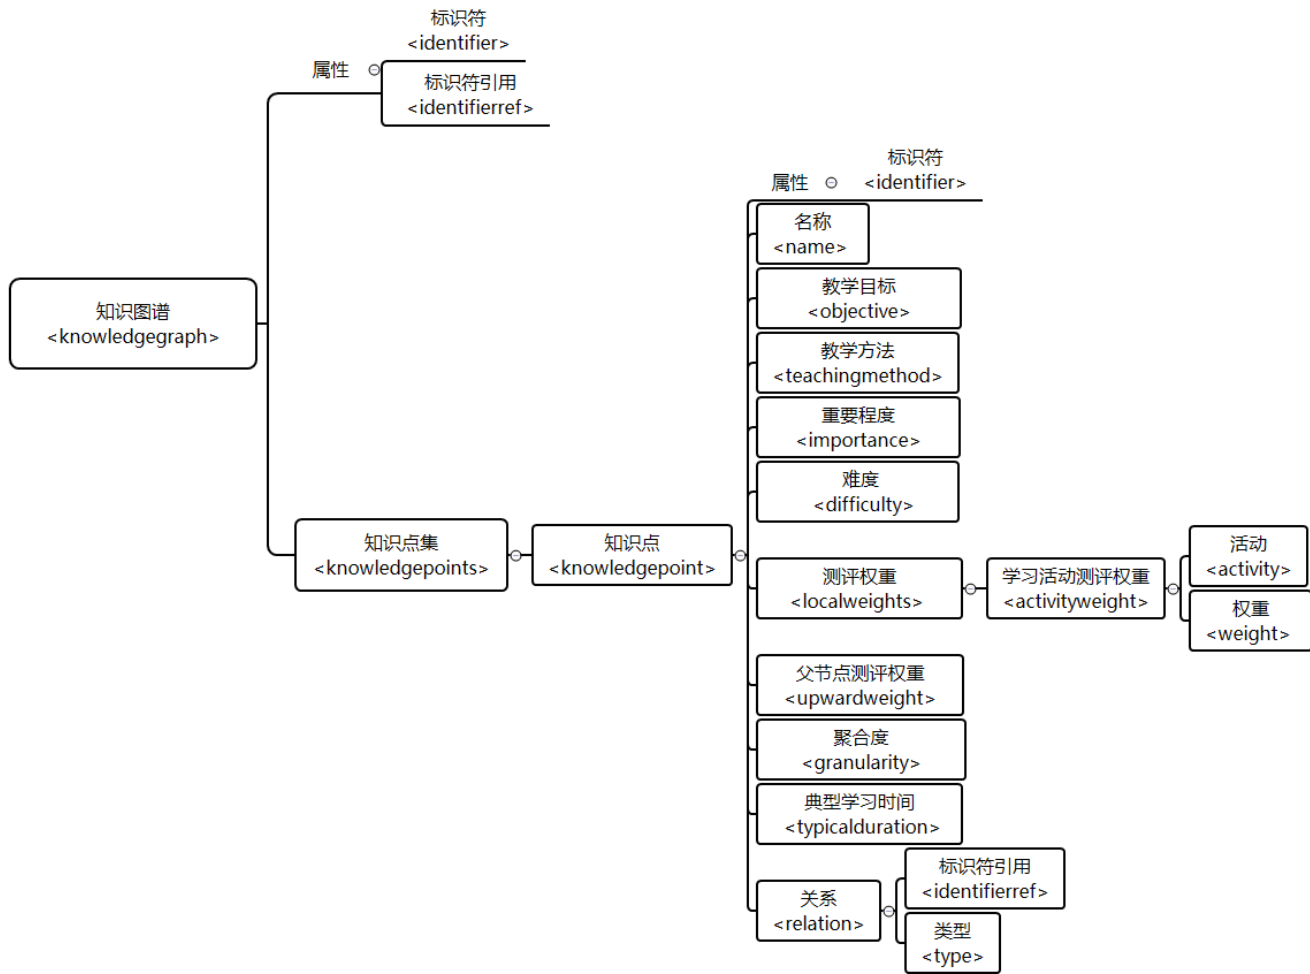 标识符
<identifier>
属性
标识符引用
<identifierref>
知识图谱
<knowledgegraph>
知识点集
<knowledgepoints>
知识点
<knowledgepoint>
属性
标识符
<identifier>
名称
<name>
教学目标
<objective>
教学方法
<teachingmethod>
重要程度
<importance>
难度
<difficulty>
测评权重
<localweights>
学习活动测评权重
<activityweight>
活动
<activity>
权重
<weight>
父节点测评权重
<upwardweight>
聚合度
<granularity>
典型学习时间
<typicalduration>
关系
<relation>
标识符引用
<identifierref>
类型
<type>